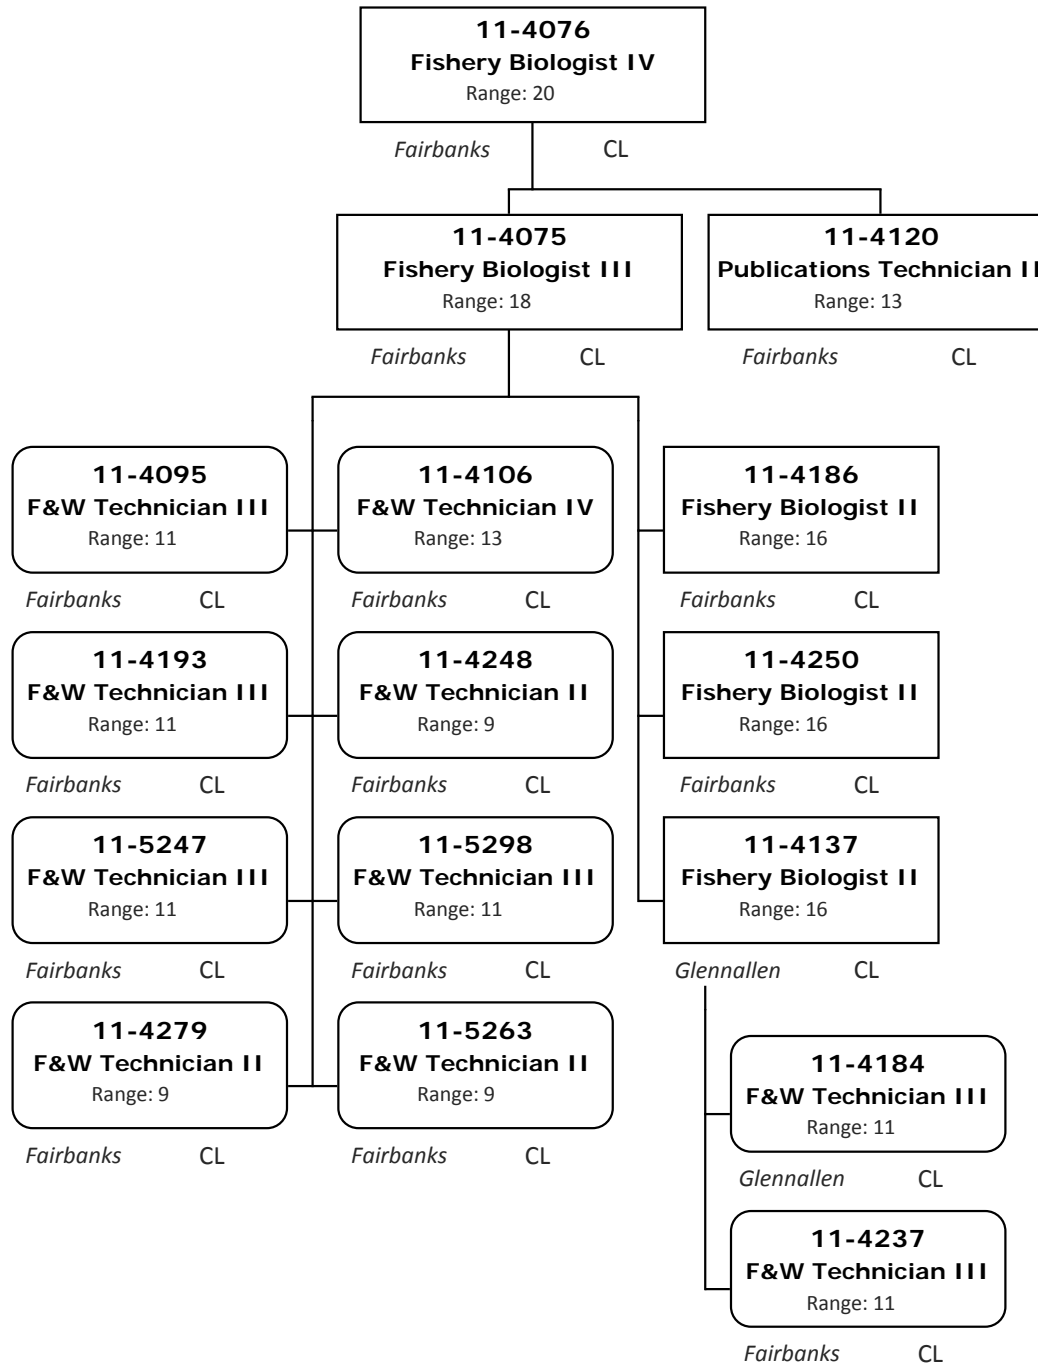 11-4076
Fishery Biologist IV
Range: 20
Fairbanks CL
11-4075
Fishery Biologist III
Range: 18
Fairbanks CL
11-4120
Publications Technician II
Range: 13
Fairbanks CL
11-4095
F&W Technician III
Range: 11
Fairbanks CL
11-4106
F&W Technician IV
Range: 13
Fairbanks CL
11-4186
Fishery Biologist II
Range: 16
Fairbanks CL
11-4193
F&W Technician III
Range: 11
Fairbanks CL
11-4248
F&W Technician II
Range: 9
Fairbanks CL
11-4250
Fishery Biologist II
Range: 16
Fairbanks CL
11-5247
F&W Technician III
Range: 11
Fairbanks CL
11-5298
F&W Technician III
Range: 11
Fairbanks CL
11-4137
Fishery Biologist II
Range: 16
Glennallen CL
11-4279
F&W Technician II
Range: 9
Fairbanks CL
11-5263
F&W Technician II
Range: 9
Fairbanks CL
11-4184
F&W Technician III
Range: 11
Glennallen CL
11-4237
F&W Technician III
Range: 11
Fairbanks CL